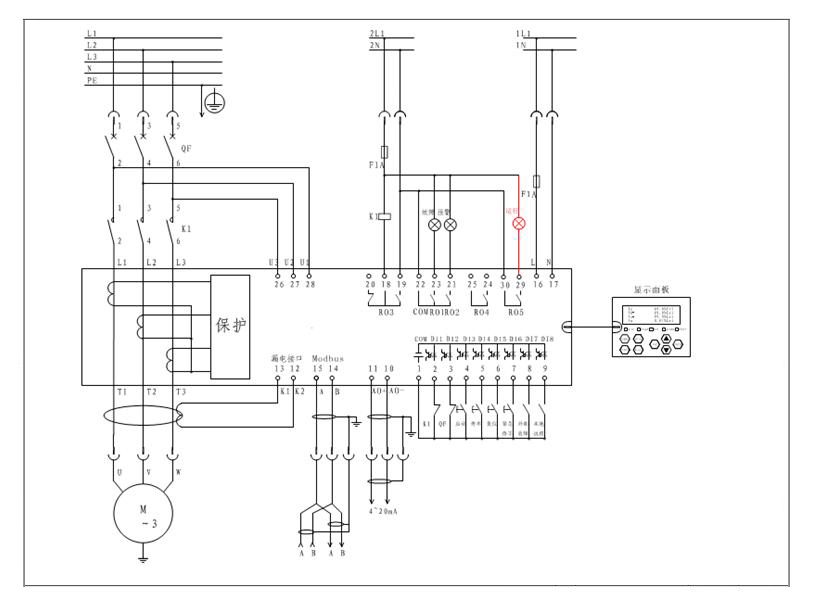 L1
L2
L3
N
PE
2L1
2N
1L1
1N
1 3 5
QF
2 4 6
F1A
F1A
K1
故障 报警
运行
1 3 5
K1
2 4 6
L1 L2 L3
U3 U2 U1
L N
26 27 28
20 18 19
22 23 21
25 24
30 29
16 17
RO3
COM RO1 RO2
RO4
RO5
显示面板
保护
COM DI1 DI2 DI3 DI4 DI5 DI6 DI7 DI8
漏电接口 Modbus
13 12 15 14 11 10
1 2 3 4 5 6 7 8 9
T1 T2 T3
K1 K2
A B
AO+ AO-
K1 QF 启动 停车 复位
U V W
M
~3
4~20mA
A B A B